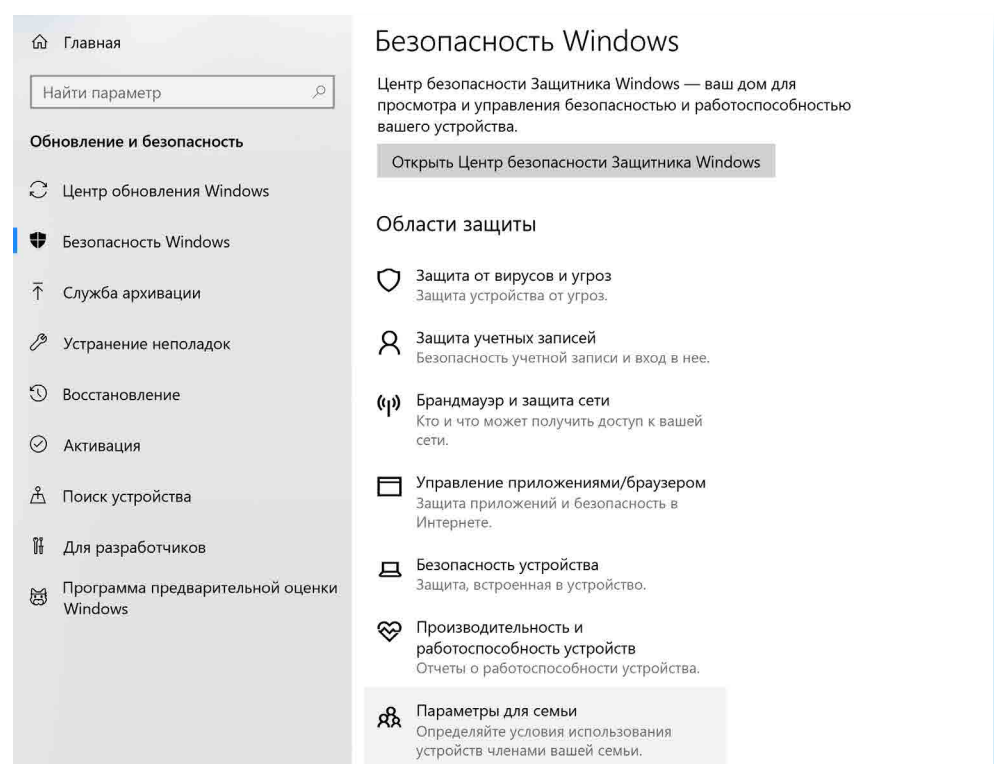 Главная
Найти параметр
Обновление и безопасность
Центр обновления Windows
Безопасность Windows
Служба архивации
Устранение неполадок
Восстановление
Активация
Поиск устройства
Для разработчиков
Программа предварительной оценки
Windows
Безопасность Windows
Центр безопасности Защитника Windows — ваш дом для
просмотра и управления безопасностью и работоспособностью
вашего устройства.
Открыть Центр безопасности Защитника Windows
Области защиты
Защита от вирусов и угроз
Защита устройства от угроз.
Защита учетных записей
Безопасность учетной записи и вход в нее.
Брандмауэр и защита сети
Кто и что может получить доступ к вашей
сети.
Управление приложениями/браузером
Защита приложений и безопасность в
Интернете.
Безопасность устройства
Защита, встроенная в устройство.
Производительность и
работоспособность устройств
Отчеты о работоспособности устройства.
Параметры для семьи
Определяйте условия использования
устройств членами вашей семьи.